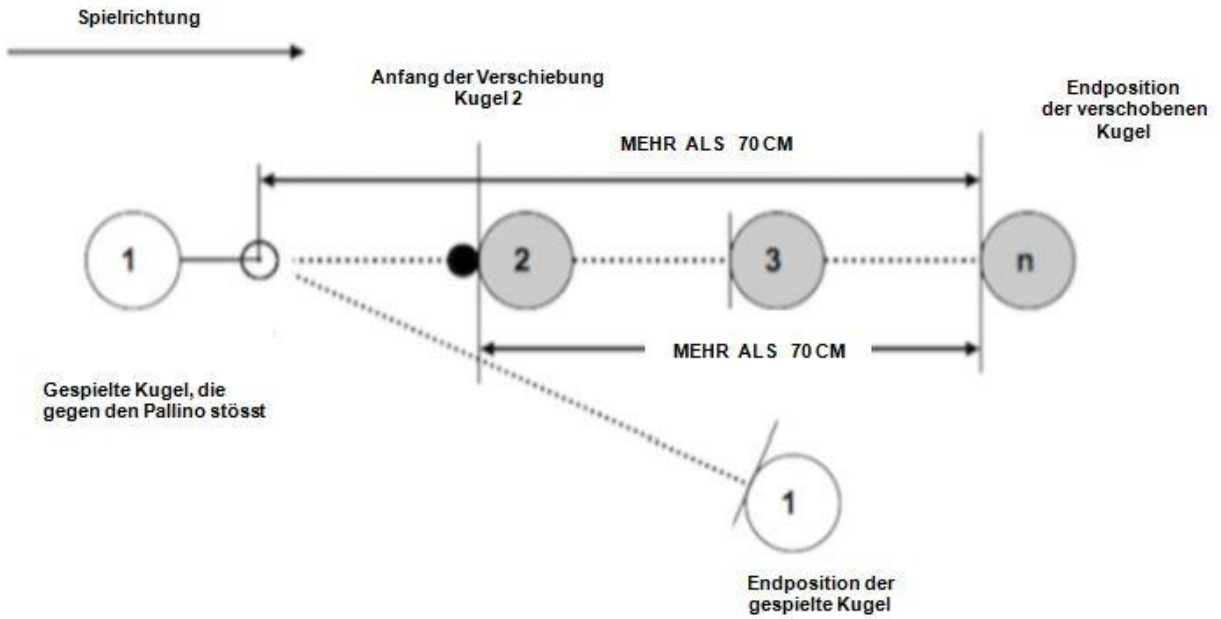 Spielrichtung
Anfang der Verschiebung
Kugel 2
Endposition
der verschobenen
Kugel
MEHR ALS 70 CM
1
2
3
n
MEHR ALS 70 CM
Gespielte Kugel, die
gegen den Pallino stösst
1
Endposition der
gespielte Kugel